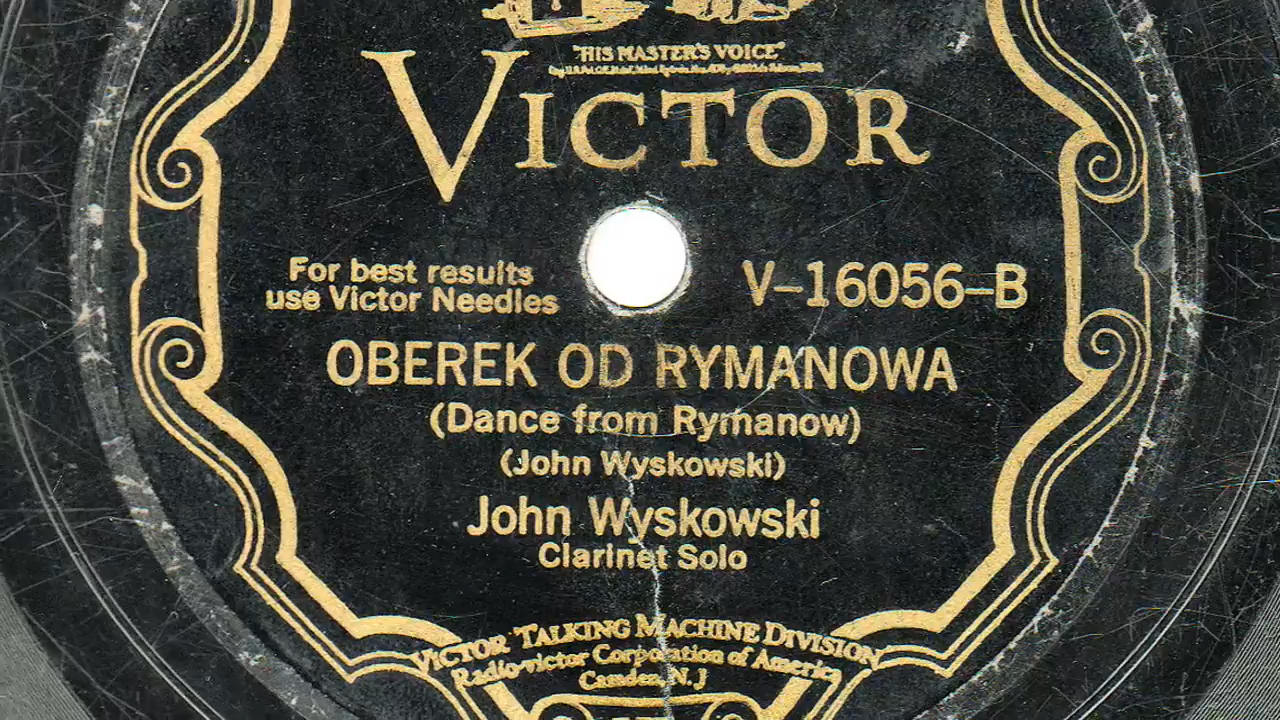 "HIS MASTER'S VOICE"
VICTOR
For best results
use Victor Needles
V-16056-B
OBEREK OD RYMANOWA
(Dance from Rymanow)
(John Wyskowski)
John Wyskowski
Clarinet Solo
VICTOR TALKING MACHINE DIVISION
Radio-victor Corporation of America
Camden, N. J